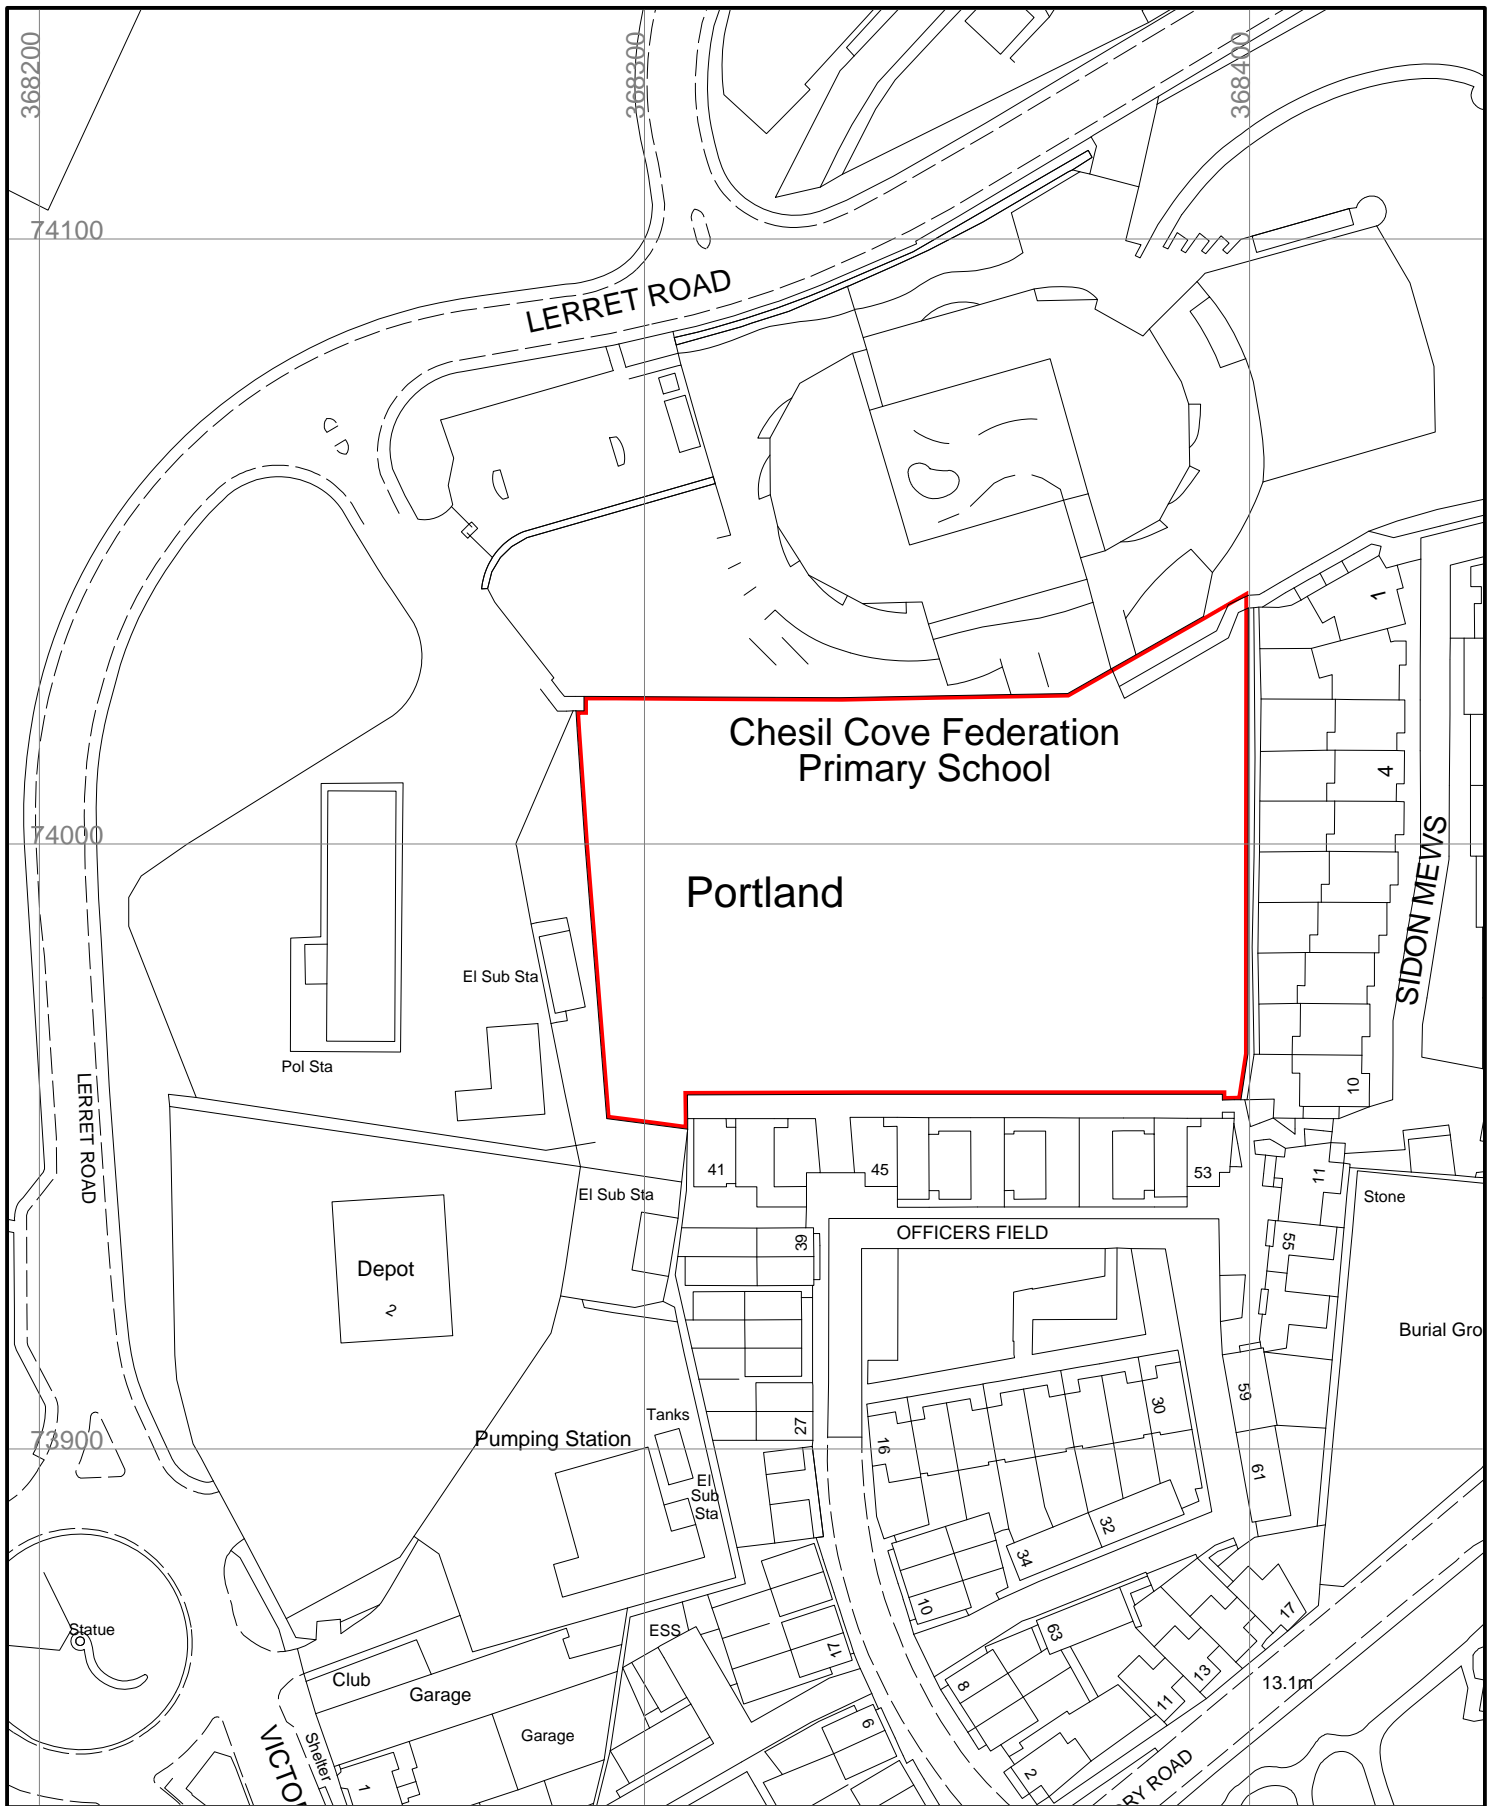 368200
368300
368400
74100
LERRET ROAD
1
Chesil Cove Federation
Primary School
4
74000
SIDON MEWS
Portland
El Sub Sta
Pol Sta
LERRET ROAD
10
41
45
53
11
El Sub Sta
Stone
OFFICERS FIELD
39
55
Depot
2
Burial Gro
59
30
Tanks
27
16
73900
Pumping Station
61
El
Sub
Sta
32
34
10
17
Statue
ESS
63
17
Club
13
8
13.1m
Garage
11
6
Garage
VICTO
Shelter
1
2
RY ROAD